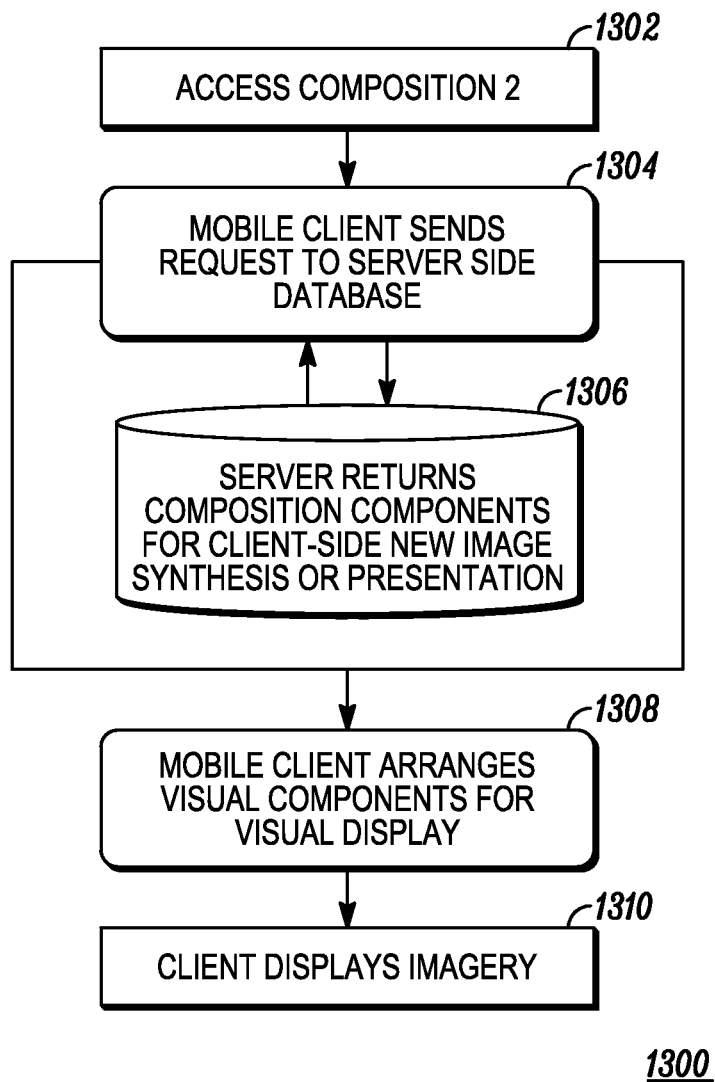 1302
ACCESS COMPOSITION 2
1304
MOBILE CLIENT SENDS
REQUEST TO SERVER SIDE
DATABASE
1306
SERVER RETURNS
COMPOSITION COMPONENTS
FOR CLIENT-SIDE NEW IMAGE
SYNTHESIS OR PRESENTATION
1308
MOBILE CLIENT ARRANGES
VISUAL COMPONENTS FOR
VISUAL DISPLAY
1310
CLIENT DISPLAYS IMAGERY
1300